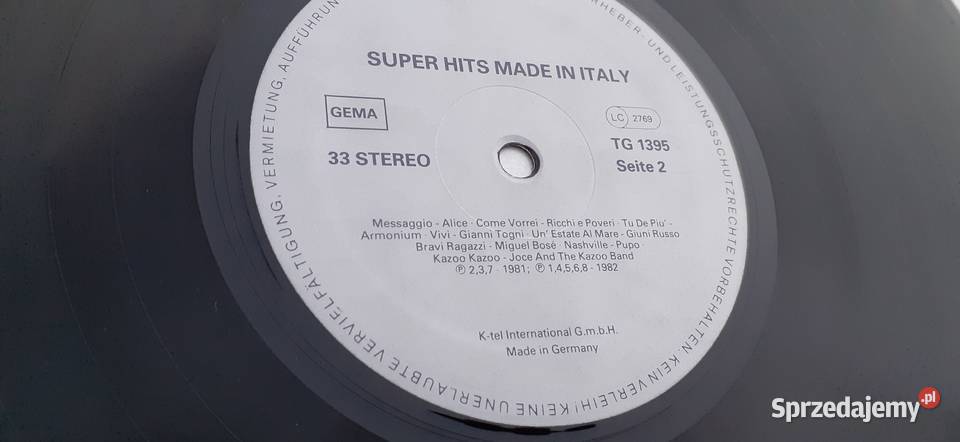 SUPER HITS MADE IN ITALY
GEMA
LC 2769
33 STEREO
TG 1395
Seite 2
Messaggio - Alice - Come Vorrei - Ricchi e Poveri - Tu De Piu' -
Armonium - Vivi - Gianni Togni - Un' Estate Al Mare - Giuni Russo
Bravi Ragazzi - Miguel Bosé - Nashville - Pupo
Kazoo Kazoo - Joce And The Kazoo Band
Ⓟ 2,3,7 - 1981; Ⓟ 1,4,5,6,8 - 1982
K-tel International G.m.b.H.
Made in Germany
RHEBER- UND LEISTUNGSSCHUTZRECHTE VORBEHALTEN. KEIN VERLEIH! KEINE UNERLAUBTE VERVIELFÄLTIGUNG, VERMIETUNG, AUFFÜHRUN
Sprzedajemy.pl